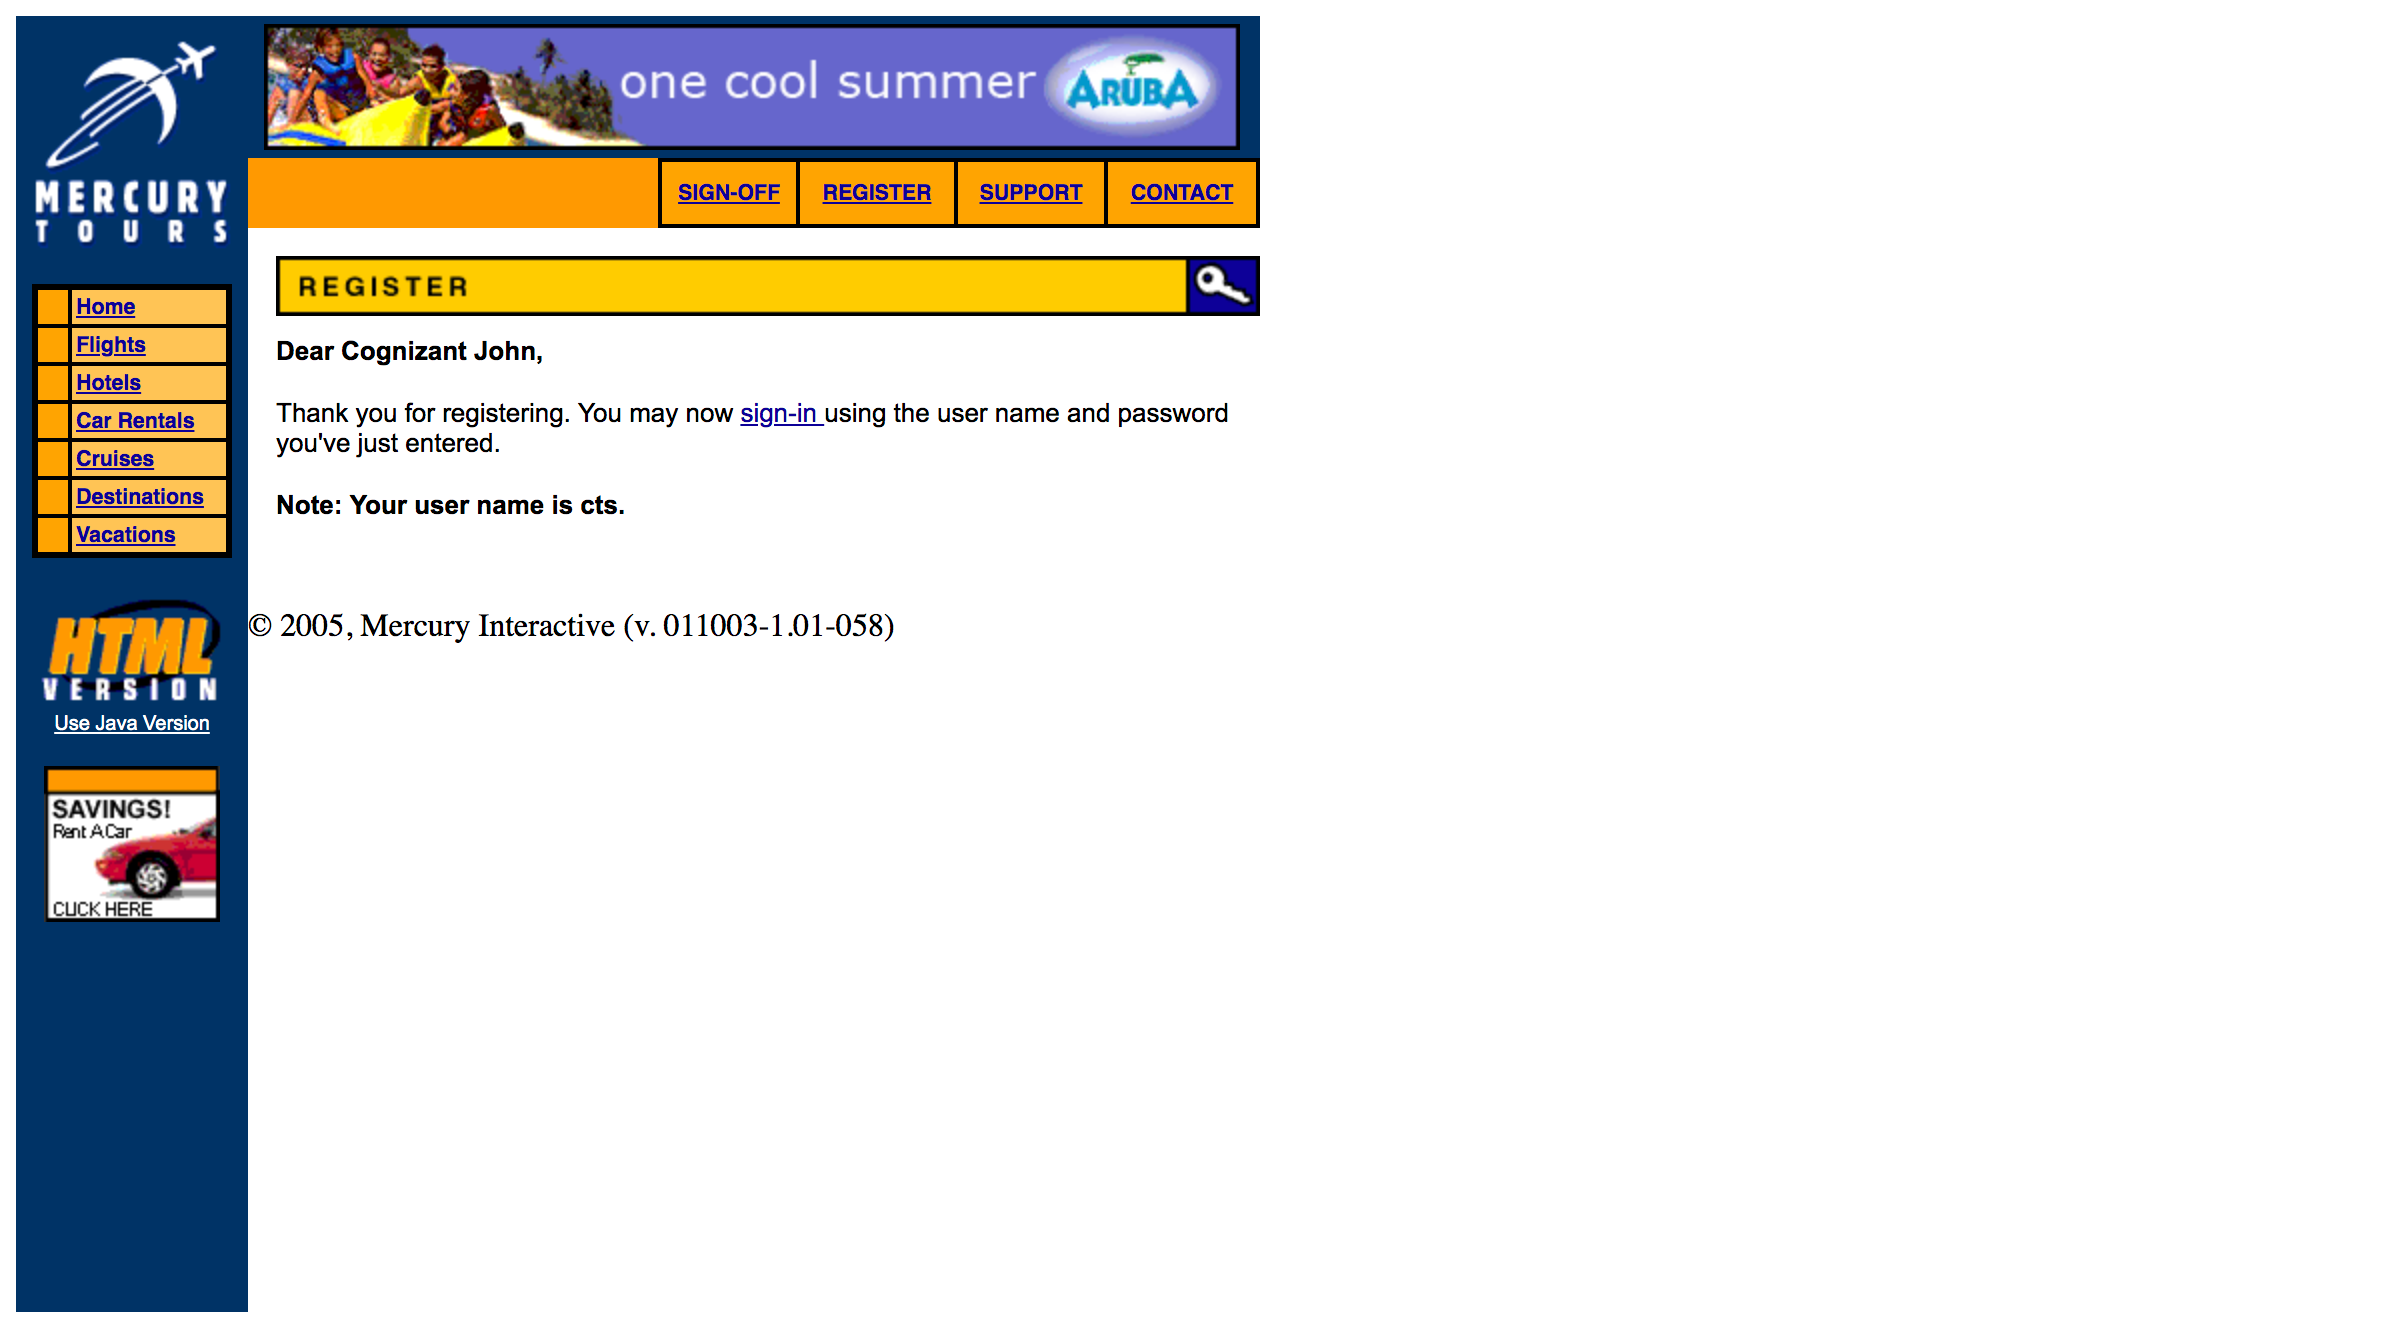 MERCURY
TOURS
one cool summer ARUBA
SIGN-OFF REGISTER SUPPORT CONTACT
Home
Flights
Hotels
Car Rentals
Cruises
Destinations
Vacations
HTML
VERSION
Use Java Version
SAVINGS!
Rent A Car
CLICK HERE
REGISTER
Dear Cognizant John,
Thank you for registering. You may now sign-in using the user name and password
you've just entered.
Note: Your user name is cts.
© 2005, Mercury Interactive (v. 011003-1.01-058)